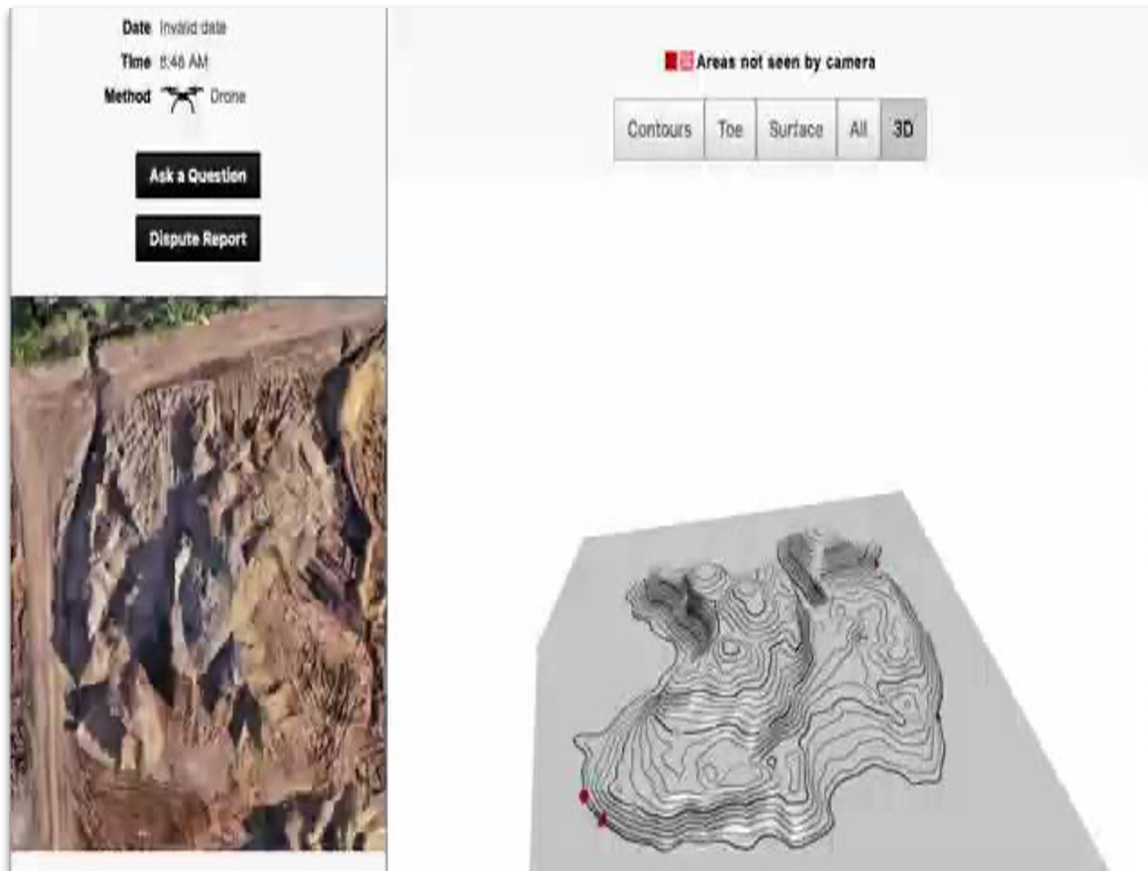 Date Invalid date
Time 8:48 AM
Method Drone
Ask a Question
Dispute Report
Areas not seen by camera
Contours Toe Surface All 3D